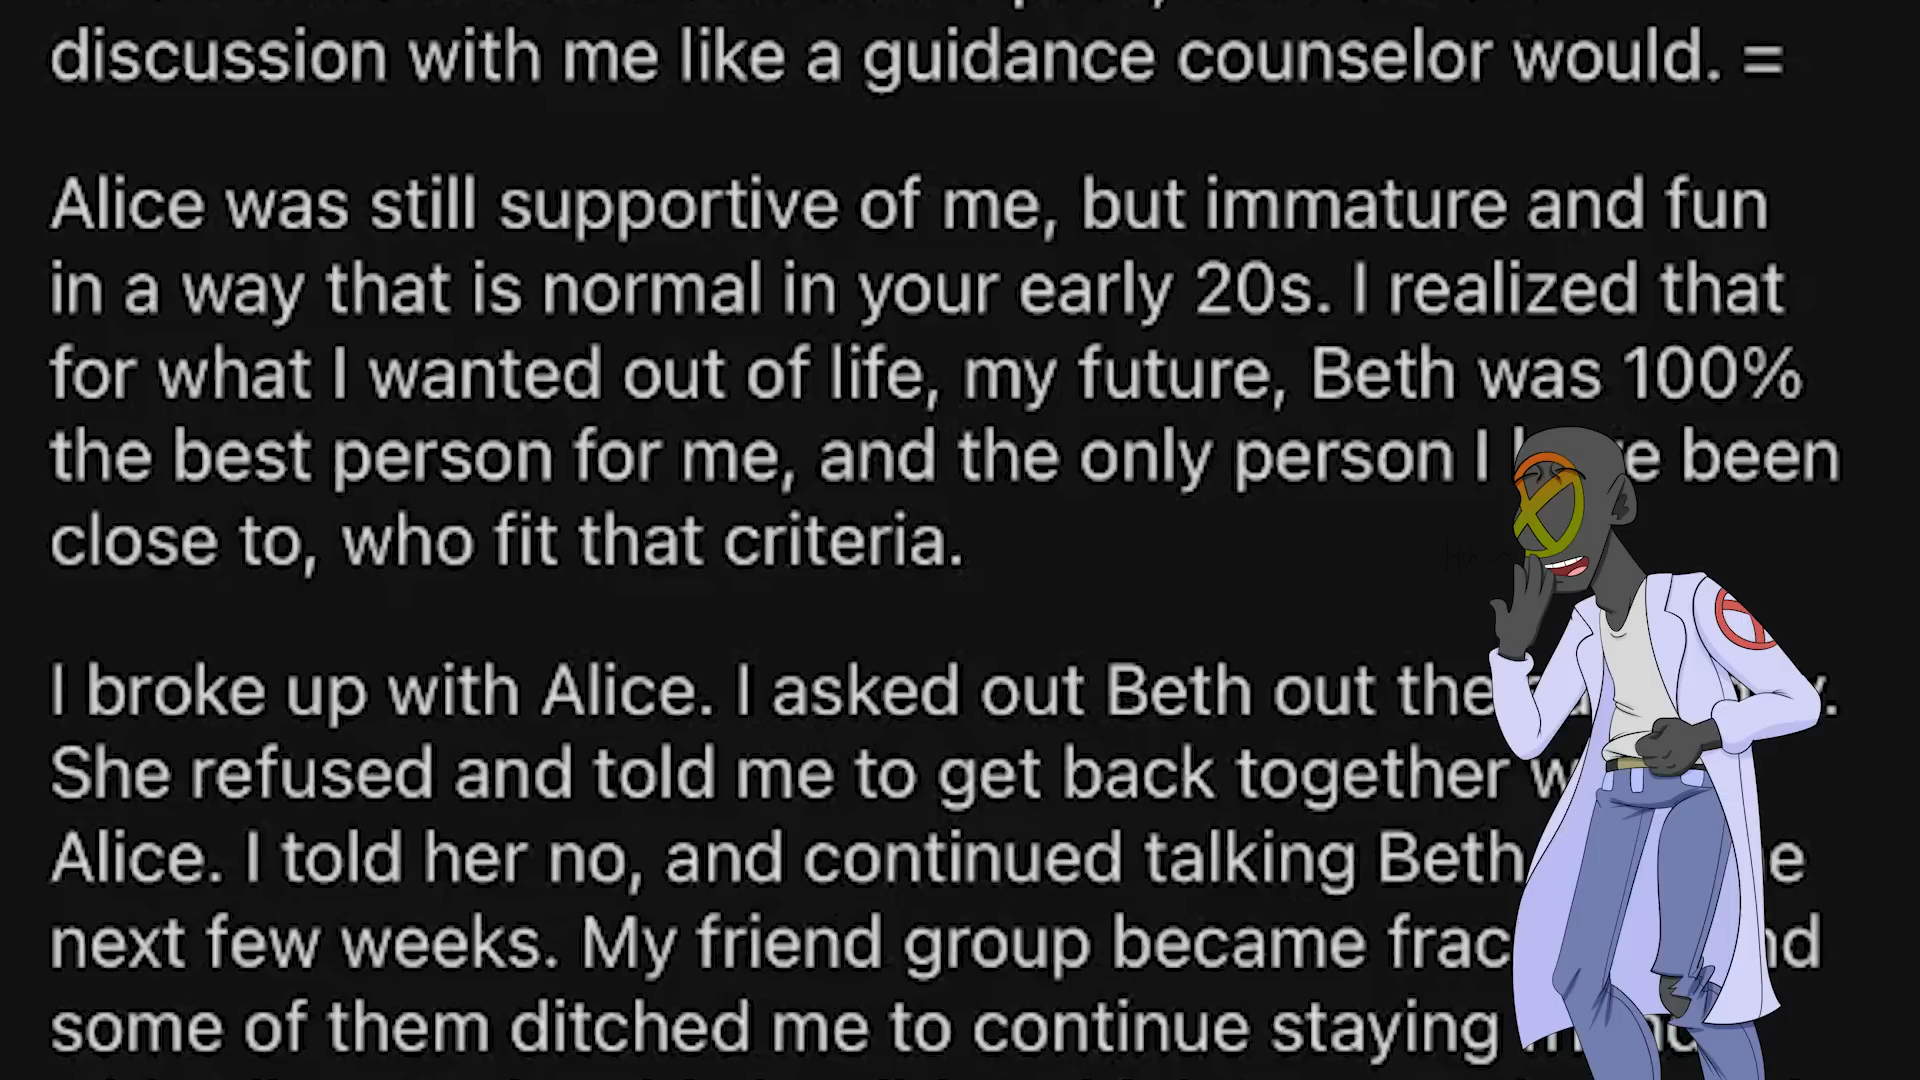 discussion with me like a guidance counselor would. =
Alice was still supportive of me, but immature and fun
in a way that is normal in your early 20s. I realized that
for what I wanted out of life, my future, Beth was 100%
the best person for me, and the only person I been
close to, who fit that criteria.
I broke up with Alice. I asked out Beth out the
She refused and told me to get back together
Alice. I told her no, and continued talking Beth
next few weeks. My friend group became
some of them ditched me to continue staying